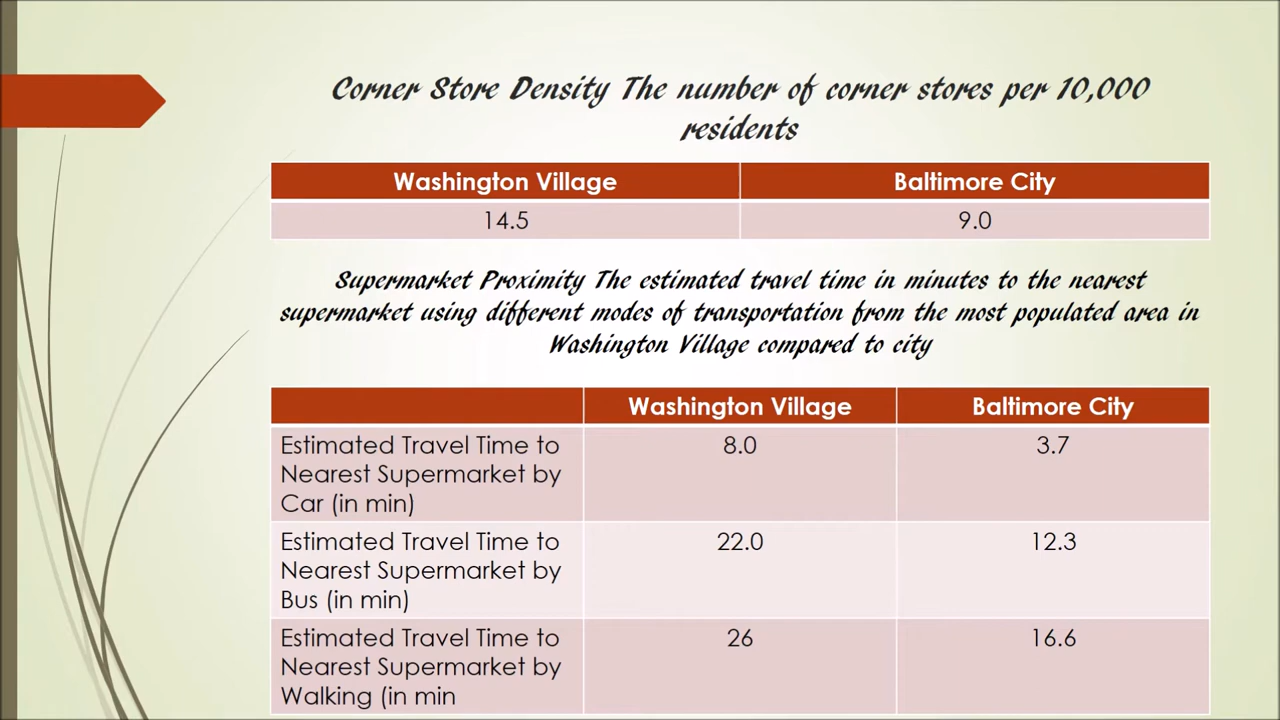 Corner Store Density The number of corner stores per 10,000
residents
Washington Village
Baltimore City
14.5
9.0
Supermarket Proximity The estimated travel time in minutes to the nearest
supermarket using different modes of transportation from the most populated area in
Washington Village compared to city
Washington Village
Baltimore City
Estimated Travel Time to
Nearest Supermarket by
Car (in min)
8.0
3.7
Estimated Travel Time to
Nearest Supermarket by
Bus (in min)
22.0
12.3
Estimated Travel Time to
Nearest Supermarket by
Walking (in min
26
16.6